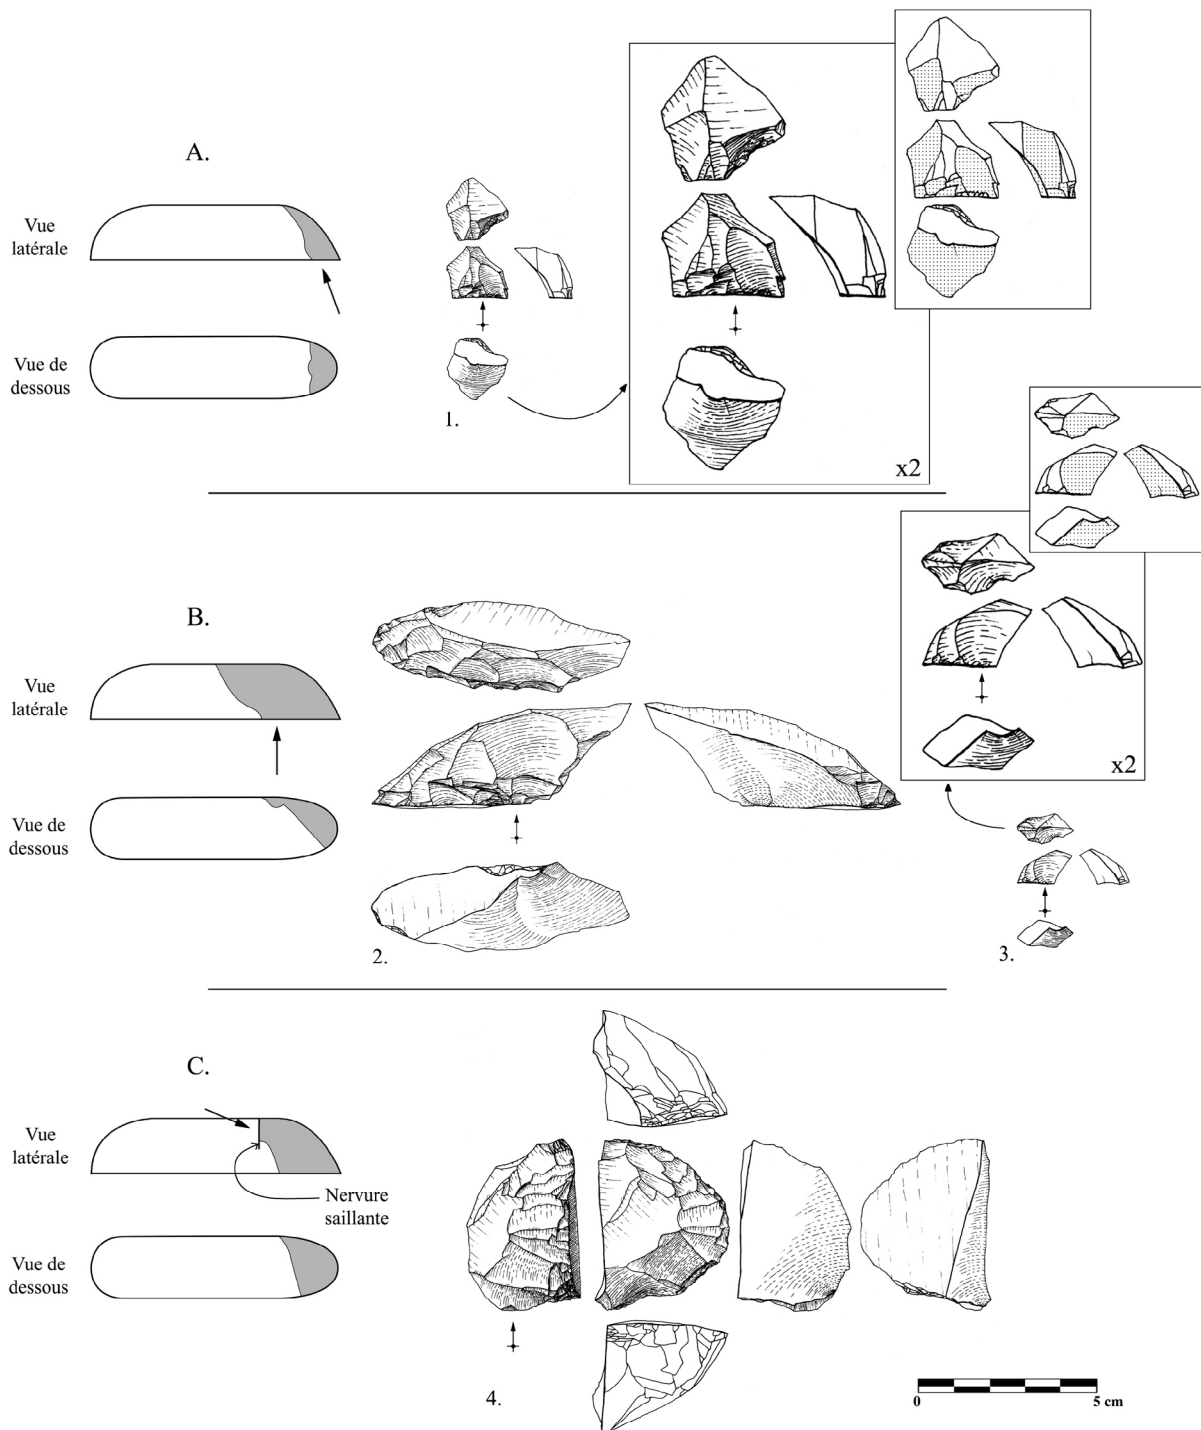 A.
Vue
latérale
Vue de
dessous
1.
x2
B.
Vue
latérale
Vue de
dessous
2.
x2
3.
C.
Vue
latérale
Nervure
saillante
Vue de
dessous
4.
0 5 cm